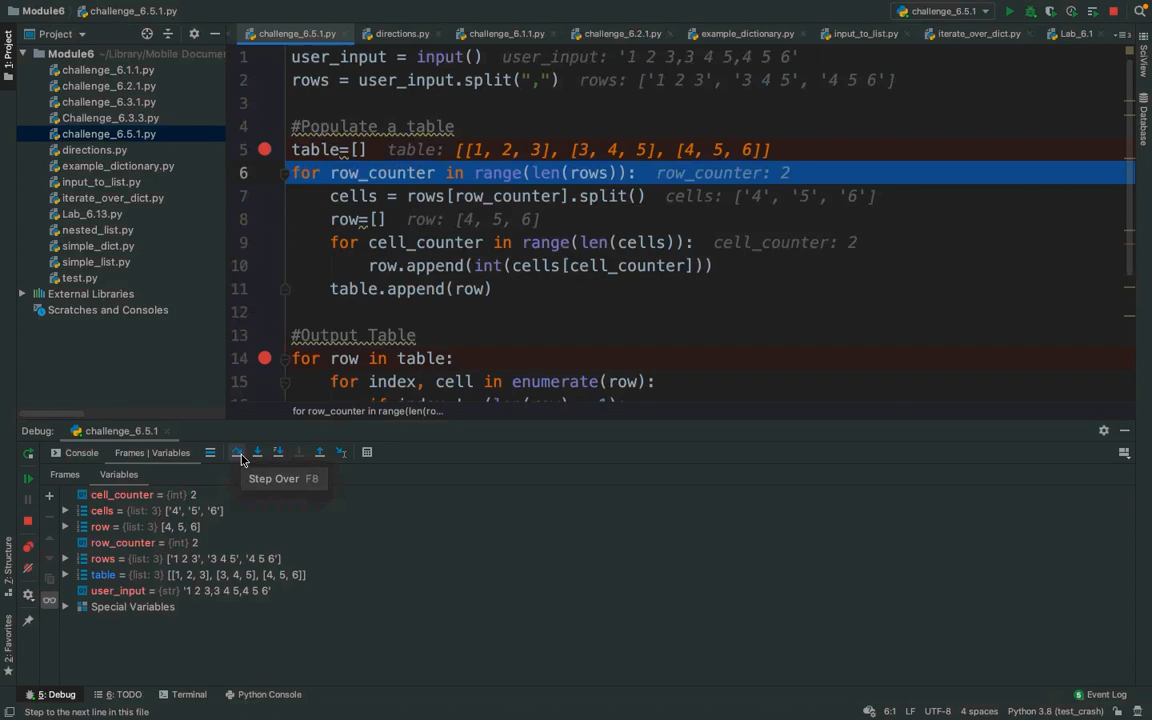 Module6 challenge_6.5.1.py
challenge_6.5.1
Project
challenge_6.5.1.py directions.py challenge_6.1.1.py challenge_6.2.1.py example_dictionary.py input_to_list.py iterate_over_dict.py Lab_6.1
1: Project
Module6 ~/Library/Mobile Documen
challenge_6.1.1.py
challenge_6.2.1.py
challenge_6.3.1.py
Challenge_6.3.3.py
challenge_6.5.1.py
directions.py
example_dictionary.py
input_to_list.py
iterate_over_dict.py
Lab_6.13.py
nested_list.py
simple_dict.py
simple_list.py
test.py
External Libraries
Scratches and Consoles
1 user_input = input() user_input: '1 2 3,3 4 5,4 5 6'
2 rows = user_input.split(",") rows: ['1 2 3', '3 4 5', '4 5 6']
3
4 #Populate a table
5 table=[] table: [[1, 2, 3], [3, 4, 5], [4, 5, 6]]
6 for row_counter in range(len(rows)): row_counter: 2
7 cells = rows[row_counter].split() cells: ['4', '5', '6']
8 row=[] row: [4, 5, 6]
9 for cell_counter in range(len(cells)): cell_counter: 2
10 row.append(int(cells[cell_counter]))
11 table.append(row)
12
13 #Output Table
14 for row in table:
15 for index, cell in enumerate(row):
for row_counter in range(len(ro...
SciView
Database
Debug: challenge_6.5.1
Console Frames | Variables
Frames Variables
Step Over F8
cell_counter = {int} 2
cells = {list: 3} ['4', '5', '6']
row = {list: 3} [4, 5, 6]
row_counter = {int} 2
rows = {list: 3} ['1 2 3', '3 4 5', '4 5 6']
table = {list: 3} [[1, 2, 3], [3, 4, 5], [4, 5, 6]]
user_input = {str} '1 2 3,3 4 5,4 5 6'
Special Variables
Z: Structure
2: Favorites
5: Debug 6: TODO Terminal Python Console 5 Event Log
Step to the next line in this file 6:1 LF UTF-8 4 spaces Python 3.8 (test_crash)